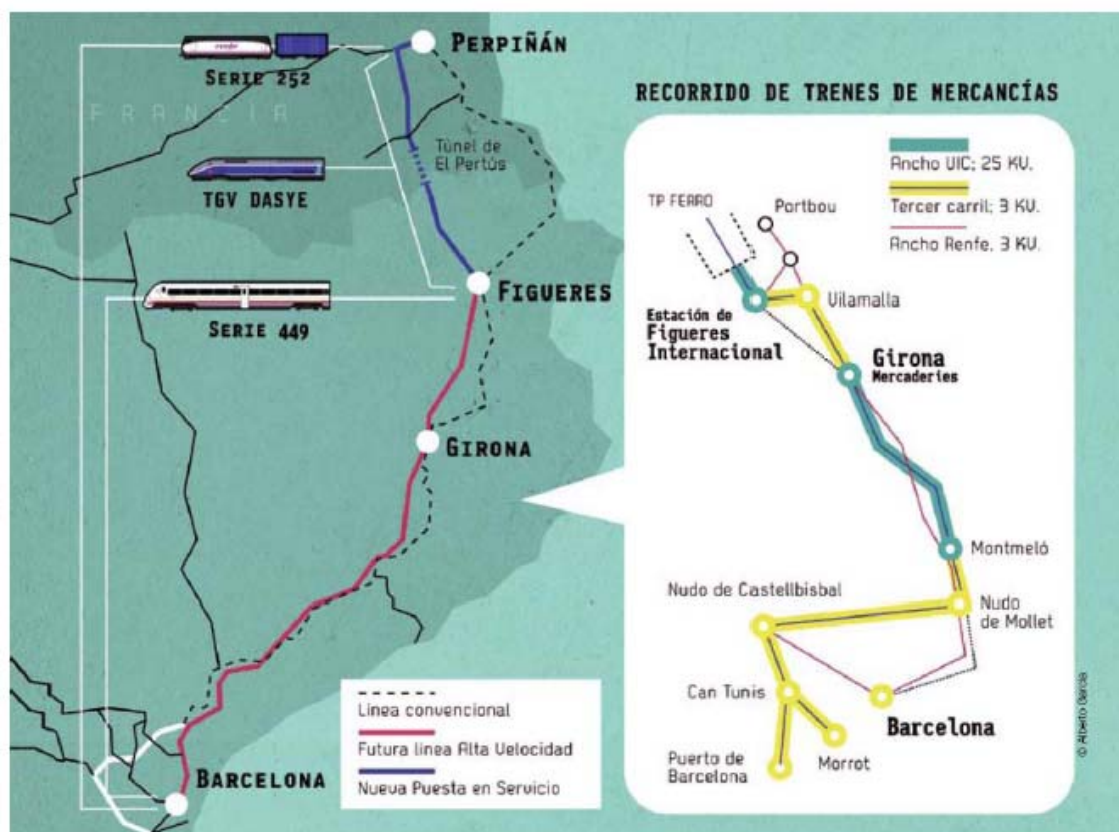 PERPIÑÁN
renfe
SERIE 252
FRANCIA
Túnel de
El Pertús
TGV DASYE
FIGUERES
SERIE 449
GIRONA
BARCELONA
Línea convencional
Futura línea Alta Velocidad
Nueva Puesta en Servicio
RECORRIDO DE TRENES DE MERCANCÍAS
Ancho UIC; 25 KV.
Tercer carril; 3 KV.
Ancho Renfe, 3 KV.
TP FERRO
Portbou
Vilamalla
Estación de
Figueres
Internacional
Girona
Mercaderies
Montmeló
Nudo de Castellbisbal
Nudo
de Mollet
Can Tunis
Barcelona
Puerto de
Barcelona
Morrot
© Alberto García